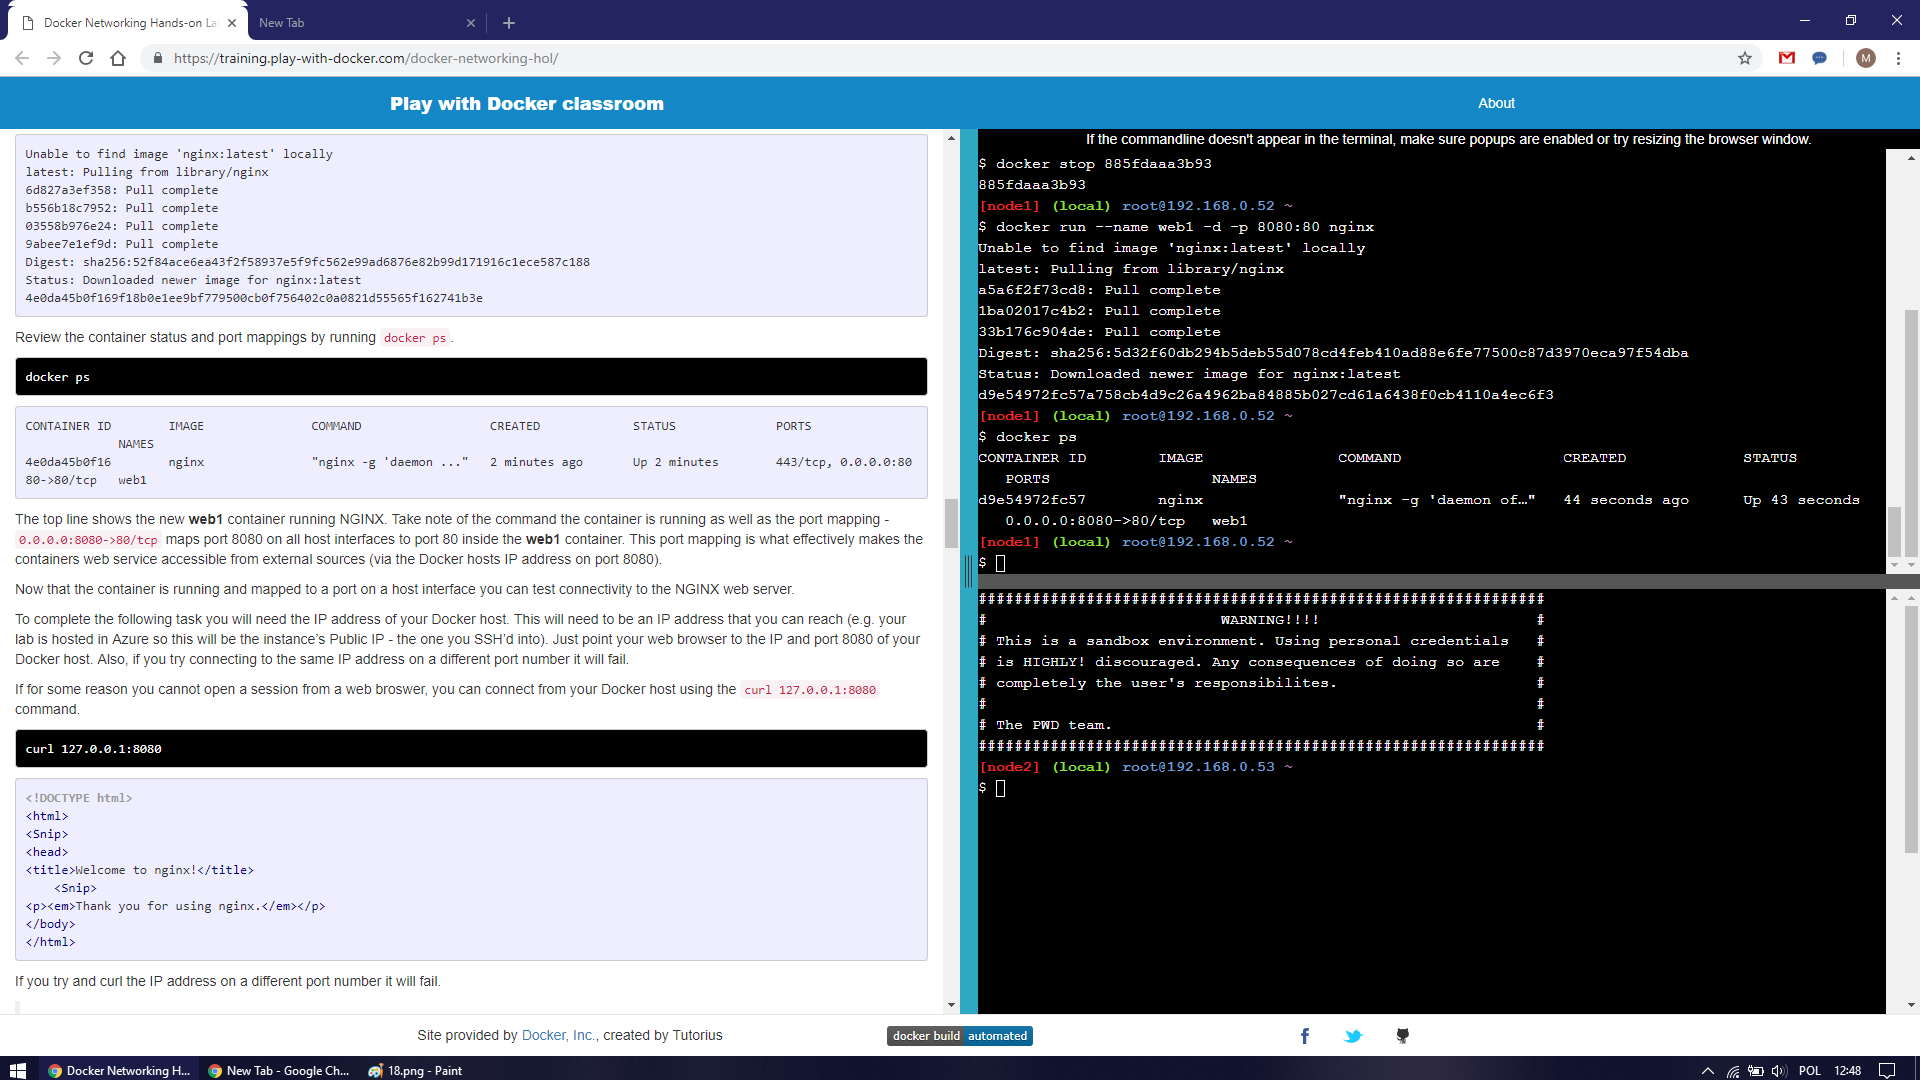 Docker Networking Hands-on La
New Tab
https://training.play-with-docker.com/docker-networking-hol/
M
Play with Docker classroom
About
Unable to find image 'nginx:latest' locally
latest: Pulling from library/nginx
6d827a3ef358: Pull complete
b556b18c7952: Pull complete
03558b976e24: Pull complete
9abee7e1ef9d: Pull complete
Digest: sha256:52f84ace6ea43f2f58937e5f9fc562e99ad6876e82b99d171916c1ece587c188
Status: Downloaded newer image for nginx:latest
4e0da45b0f169f18b0e1ee9bf779500cb0f756402c0a0821d55565f162741b3e
Review the container status and port mappings by running docker ps.
docker ps
CONTAINER ID        IMAGE               COMMAND                  CREATED             STATUS              PORTS
NAMES
4e0da45b0f16        nginx               "nginx -g 'daemon ..."   2 minutes ago       Up 2 minutes        443/tcp, 0.0.0.0:80
80->80/tcp   web1
The top line shows the new web1 container running NGINX. Take note of the command the container is running as well as the port mapping -
0.0.0.0:8080->80/tcp maps port 8080 on all host interfaces to port 80 inside the web1 container. This port mapping is what effectively makes the
containers web service accessible from external sources (via the Docker hosts IP address on port 8080).
Now that the container is running and mapped to a port on a host interface you can test connectivity to the NGINX web server.
To complete the following task you will need the IP address of your Docker host. This will need to be an IP address that you can reach (e.g. your
lab is hosted in Azure so this will be the instance's Public IP - the one you SSH'd into). Just point your web browser to the IP and port 8080 of your
Docker host. Also, if you try connecting to the same IP address on a different port number it will fail.
If for some reason you cannot open a session from a web broswer, you can connect from your Docker host using the curl 127.0.0.1:8080
command.
curl 127.0.0.1:8080
<!DOCTYPE html>
<html>
<Snip>
<head>
<title>Welcome to nginx!</title>
    <Snip>
<p><em>Thank you for using nginx.</em></p>
</body>
</html>
If you try and curl the IP address on a different port number it will fail.
If the commandline doesn't appear in the terminal, make sure popups are enabled or try resizing the browser window.
$ docker stop 885fdaaa3b93
885fdaaa3b93
[node1] (local) root@192.168.0.52 ~
$ docker run --name web1 -d -p 8080:80 nginx
Unable to find image 'nginx:latest' locally
latest: Pulling from library/nginx
a5a6f2f73cd8: Pull complete
1ba02017c4b2: Pull complete
33b176c904de: Pull complete
Digest: sha256:5d32f60db294b5deb55d078cd4feb410ad88e6fe77500c87d3970eca97f54dba
Status: Downloaded newer image for nginx:latest
d9e54972fc57a758cb4d9c26a4962ba84885b027cd61a6438f0cb4110a4ec6f3
[node1] (local) root@192.168.0.52 ~
$ docker ps
CONTAINER ID        IMAGE               COMMAND                  CREATED             STATUS
   PORTS                  NAMES
d9e54972fc57        nginx               "nginx -g 'daemon of…"   44 seconds ago      Up 43 seconds
   0.0.0.0:8080->80/tcp   web1
[node1] (local) root@192.168.0.52 ~
$
###############################################################
#                          WARNING!!!!                        #
# This is a sandbox environment. Using personal credentials   #
# is HIGHLY! discouraged. Any consequences of doing so are    #
# completely the user's responsibilites.                      #
#                                                             #
# The PWD team.                                               #
###############################################################
[node2] (local) root@192.168.0.53 ~
$
Site provided by Docker, Inc., created by Tutorius
docker build automated
Docker Networking H...
New Tab - Google Ch...
18.png - Paint
POL
12:48